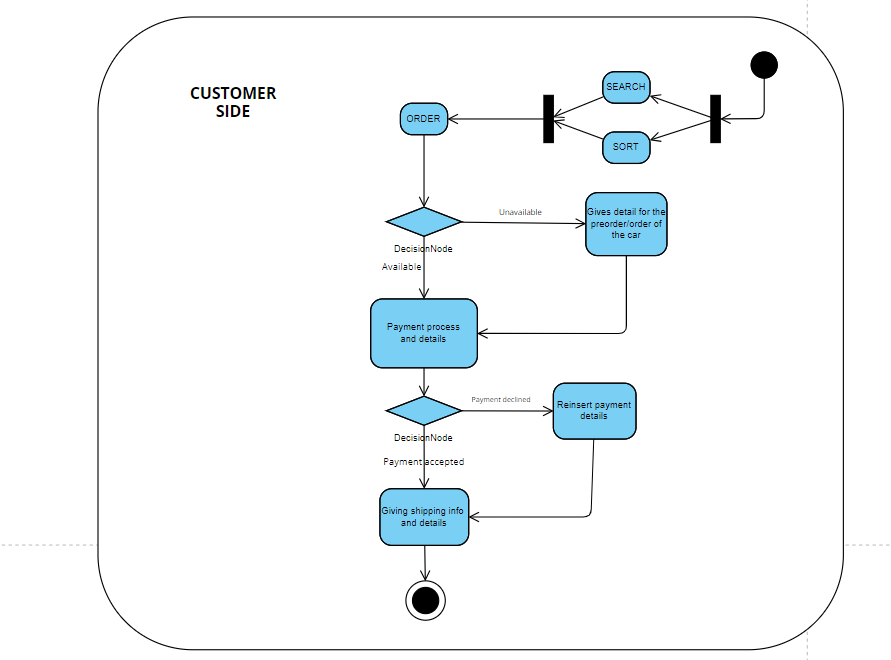 CUSTOMER
SIDE
SEARCH
ORDER
SORT
Unavailable
Gives detail for the
preorder/order of
the car
DecisionNode
Available
Payment process
and details
Payment declined
Reinsert payment
details
DecisionNode
Payment accepted
Giving shipping info
and details